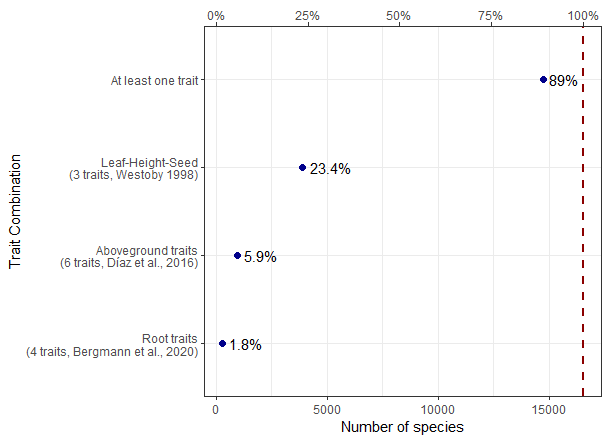 0%
25%
50%
75%
100%
Trait Combination
At least one trait
89%
Leaf-Height-Seed
(3 traits, Westoby 1998)
23.4%
Aboveground traits
(6 traits, Díaz et al., 2016)
5.9%
Root traits
(4 traits, Bergmann et al., 2020)
1.8%
0
5000
10000
15000
Number of species